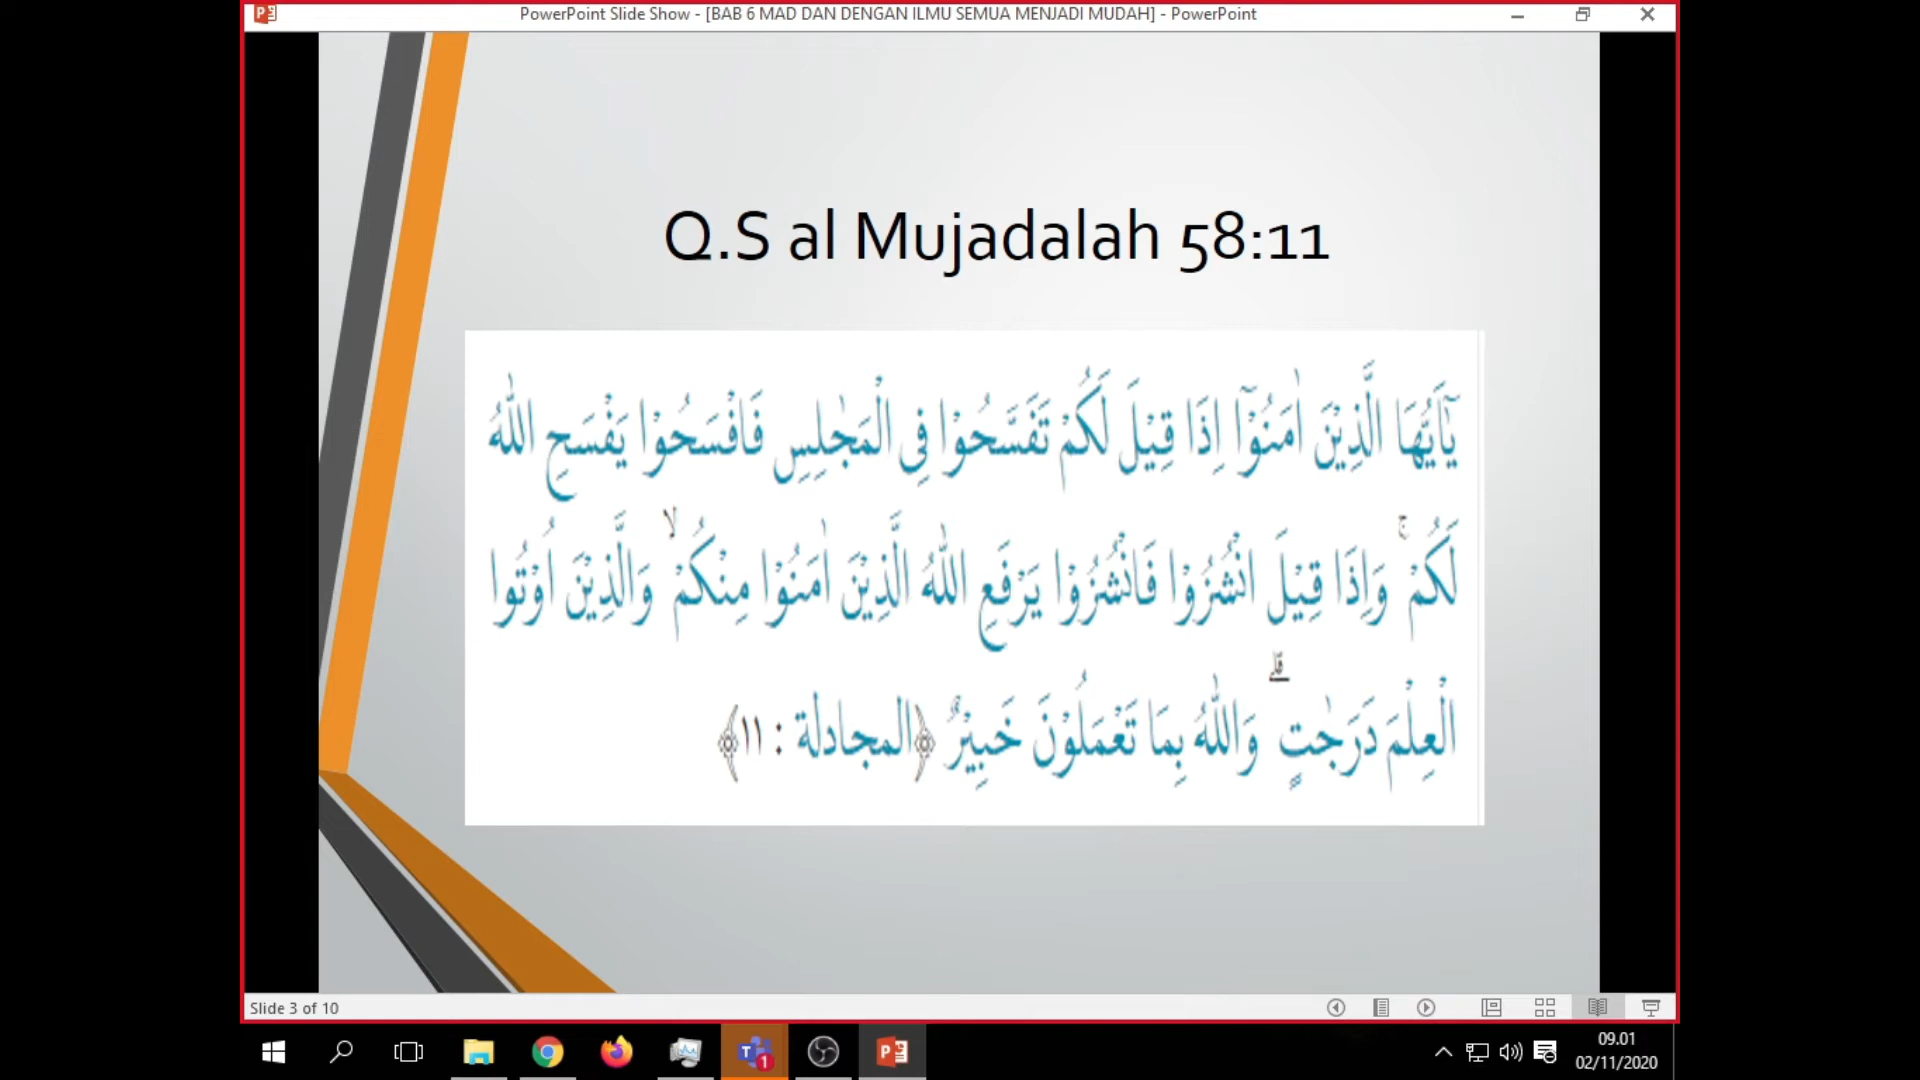 PowerPoint Slide Show - [BAB 6 MAD DAN DENGAN ILMU SEMUA MENJADI MUDAH] - PowerPoint
Q.S al Mujadalah 58:11
يٰٓاَيُّهَا الَّذِيْنَ اٰمَنُوْٓا اِذَا قِيْلَ لَكُمْ تَفَسَّحُوْا فِى الْمَجٰلِسِ فَافْسَحُوْا يَفْسَحِ اللّٰهُ
لَكُمْۚ وَاِذَا قِيْلَ انْشُزُوْا فَانْشُزُوْا يَرْفَعِ اللّٰهُ الَّذِيْنَ اٰمَنُوْا مِنْكُمْۙ وَالَّذِيْنَ اُوْتُوا
الْعِلْمَ دَرَجٰتٍۗ وَاللّٰهُ بِمَا تَعْمَلُوْنَ خَبِيْرٌ ﴿المجادلة : ١١﴾
Slide 3 of 10
1
09.01
02/11/2020